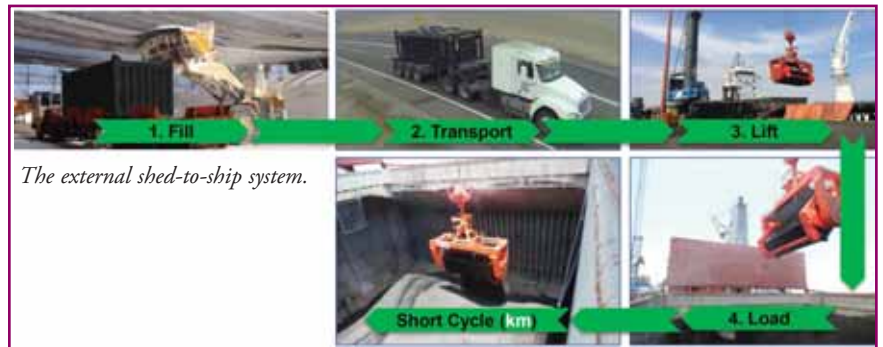 1. Fill
2. Transport
3. Lift
The external shed-to-ship system.
Short Cycle (km)
4. Load